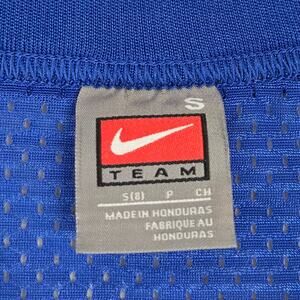 S
TEAM
S(8) P CH
MADE IN HONDURAS
FABRIQUE AU
HONDURAS